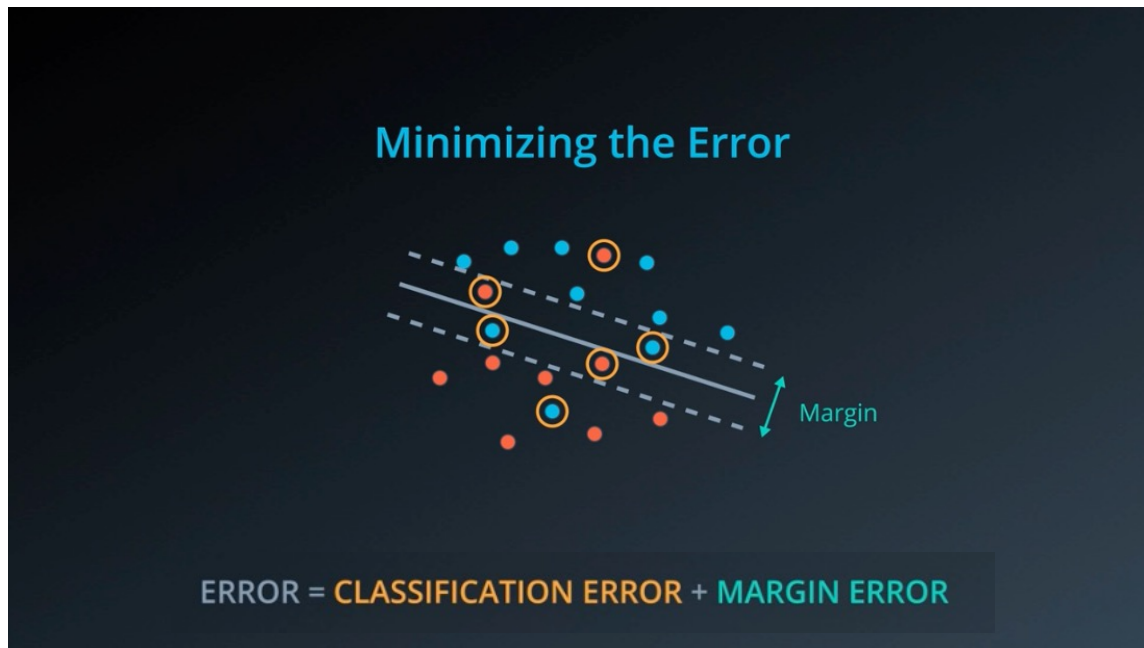 Minimizing the Error
Margin
ERROR = CLASSIFICATION ERROR + MARGIN ERROR